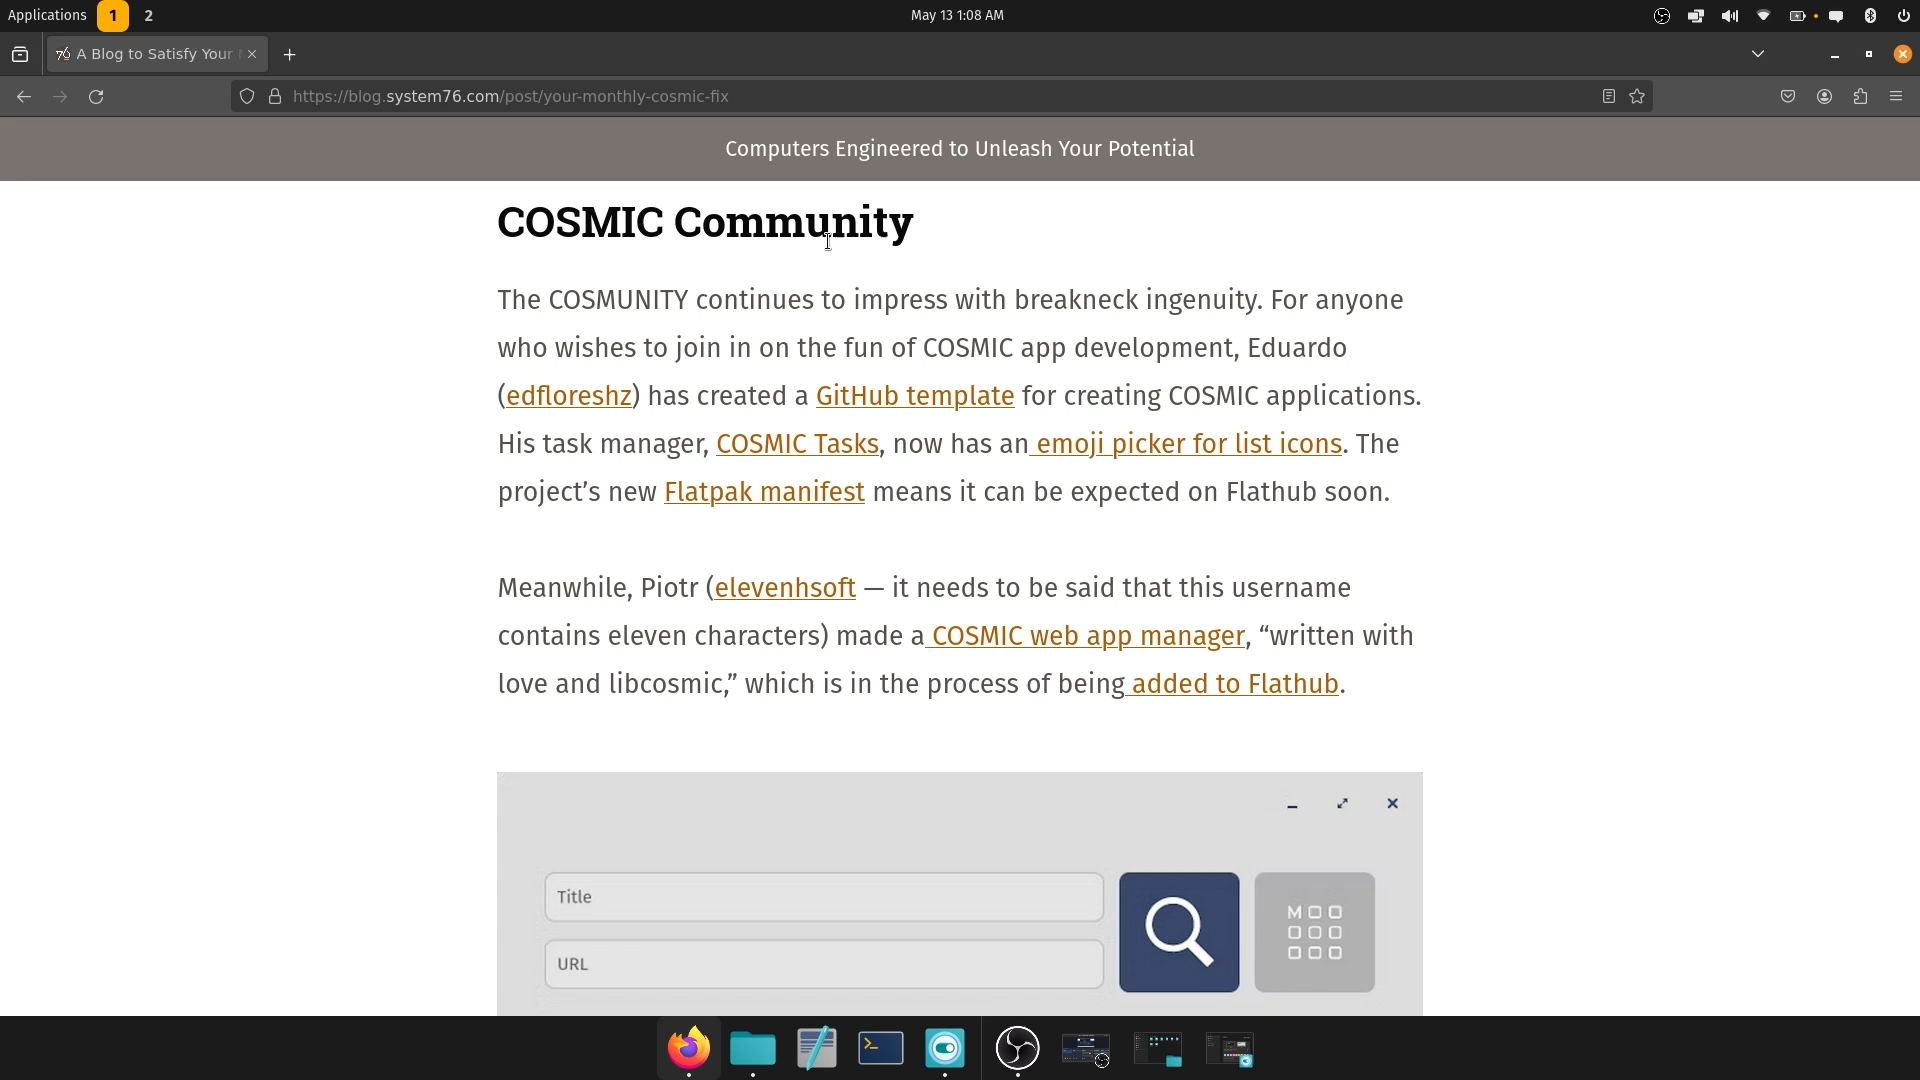 Applications 1 2 May 13 1:08 AM
A Blog to Satisfy Your
https://blog.system76.com/post/your-monthly-cosmic-fix
Computers Engineered to Unleash Your Potential
COSMIC Community
The COSMUNITY continues to impress with breakneck ingenuity. For anyone
who wishes to join in on the fun of COSMIC app development, Eduardo
(edfloreshz) has created a GitHub template for creating COSMIC applications.
His task manager, COSMIC Tasks, now has an emoji picker for list icons. The
project’s new Flatpak manifest means it can be expected on Flathub soon.
Meanwhile, Piotr (elevenhsoft — it needs to be said that this username
contains eleven characters) made a COSMIC web app manager, “written with
love and libcosmic,” which is in the process of being added to Flathub.
Title
URL